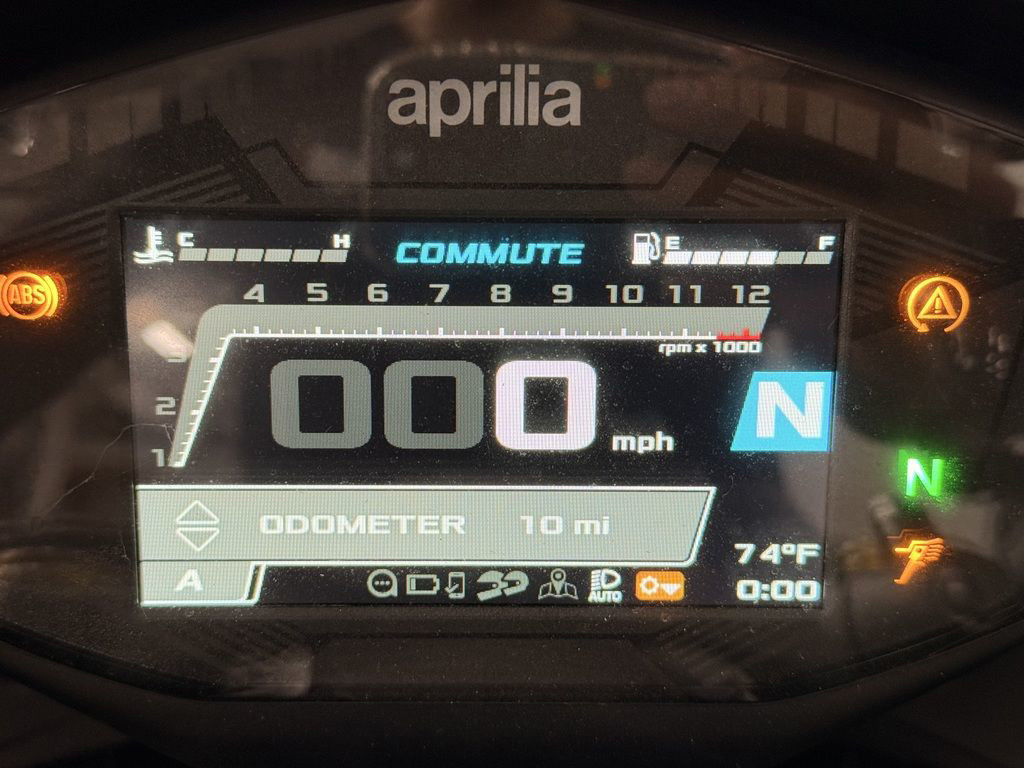 aprilia
C H COMMUTE E F
4 5 6 7 8 9 10 11 12
rpm x 1000
3
2
1
000 mph
N
ABS
N
ODOMETER 10 mi
74°F
A
AUTO
0:00